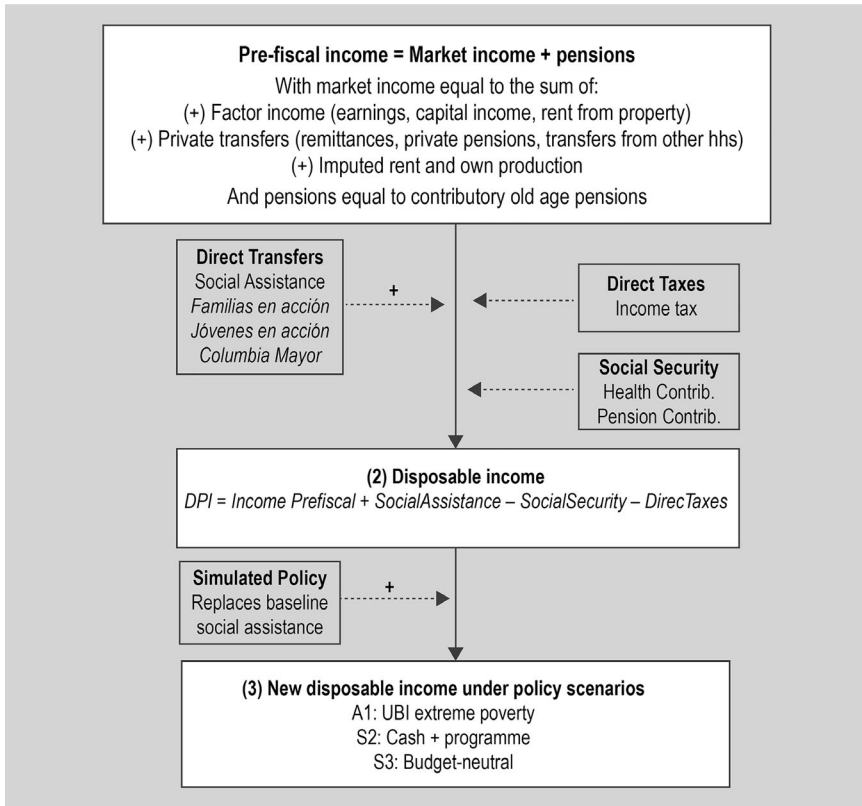 Pre-fiscal income = Market income + pensions
With market income equal to the sum of:
(+) Factor income (earnings, capital income, rent from property)
(+) Private transfers (remittances, private pensions, transfers from other hhs)
(+) Imputed rent and own production
And pensions equal to contributory old age pensions
Direct Transfers
Social Assistance
Familias en acción
Jóvenes en acción
Columbia Mayor
+
Direct Taxes
Income tax
Social Security
Health Contrib.
Pension Contrib.
(2) Disposable income
DPI = Income Prefiscal + SocialAssistance – SocialSecurity – DirecTaxes
Simulated Policy
Replaces baseline
social assistance
+
(3) New disposable income under policy scenarios
A1: UBI extreme poverty
S2: Cash + programme
S3: Budget-neutral